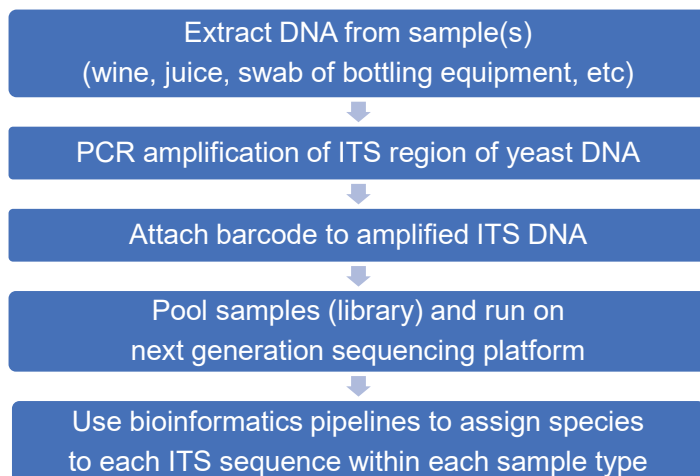 Extract DNA from sample(s)
(wine, juice, swab of bottling equipment, etc)
PCR amplification of ITS region of yeast DNA
Attach barcode to amplified ITS DNA
Pool samples (library) and run on
next generation sequencing platform
Use bioinformatics pipelines to assign species
to each ITS sequence within each sample type